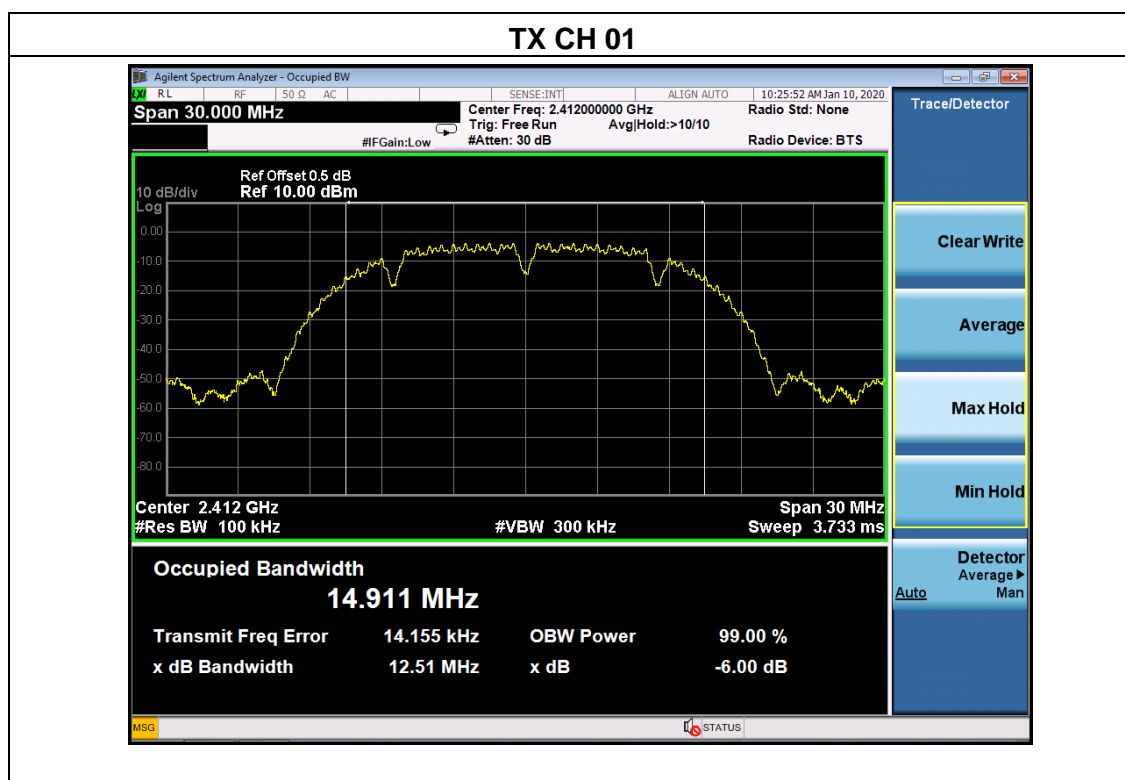 TX CH 01
Agilent Spectrum Analyzer - Occupied BW
LXI RL RF 50 Ω AC SENSE:INT ALIGN AUTO 10:25:52 AM Jan 10, 2020
Span 30.000 MHz
Center Freq: 2.412000000 GHz
Radio Std: None
Trig: Free Run Avg|Hold:>10/10
#IFGain:Low
#Atten: 30 dB
Radio Device: BTS
Trace/Detector
Ref Offset 0.5 dB
10 dB/div Ref 10.00 dBm
Log
0.00
-10.0
-20.0
-30.0
-40.0
-50.0
-60.0
-70.0
-80.0
Center 2.412 GHz Span 30 MHz
#Res BW 100 kHz #VBW 300 kHz Sweep 3.733 ms
Occupied Bandwidth
14.911 MHz
Transmit Freq Error 14.155 kHz OBW Power 99.00 %
x dB Bandwidth 12.51 MHz x dB -6.00 dB
Clear Write
Average
Max Hold
Min Hold
Detector
Average
Auto Man
MSG STATUS